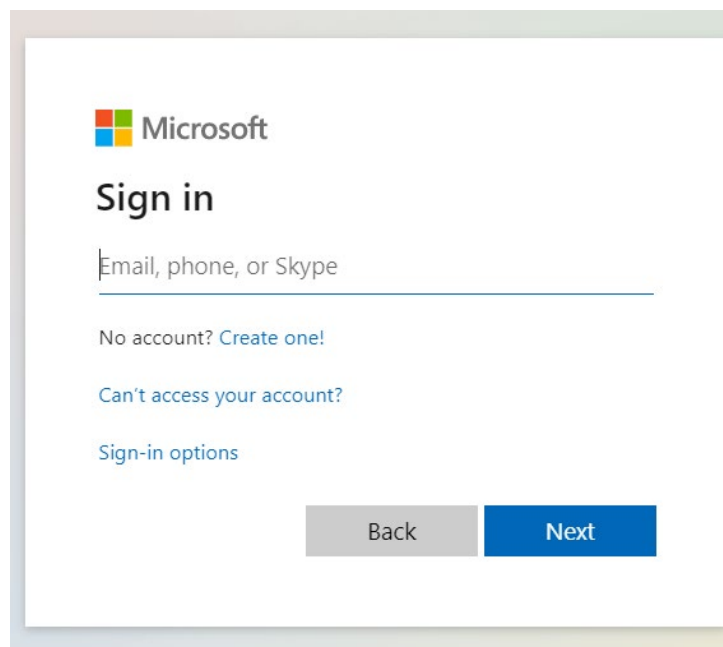 Microsoft
Sign in
Email, phone, or Skype
No account? Create one!
Can't access your account?
Sign-in options
Back Next